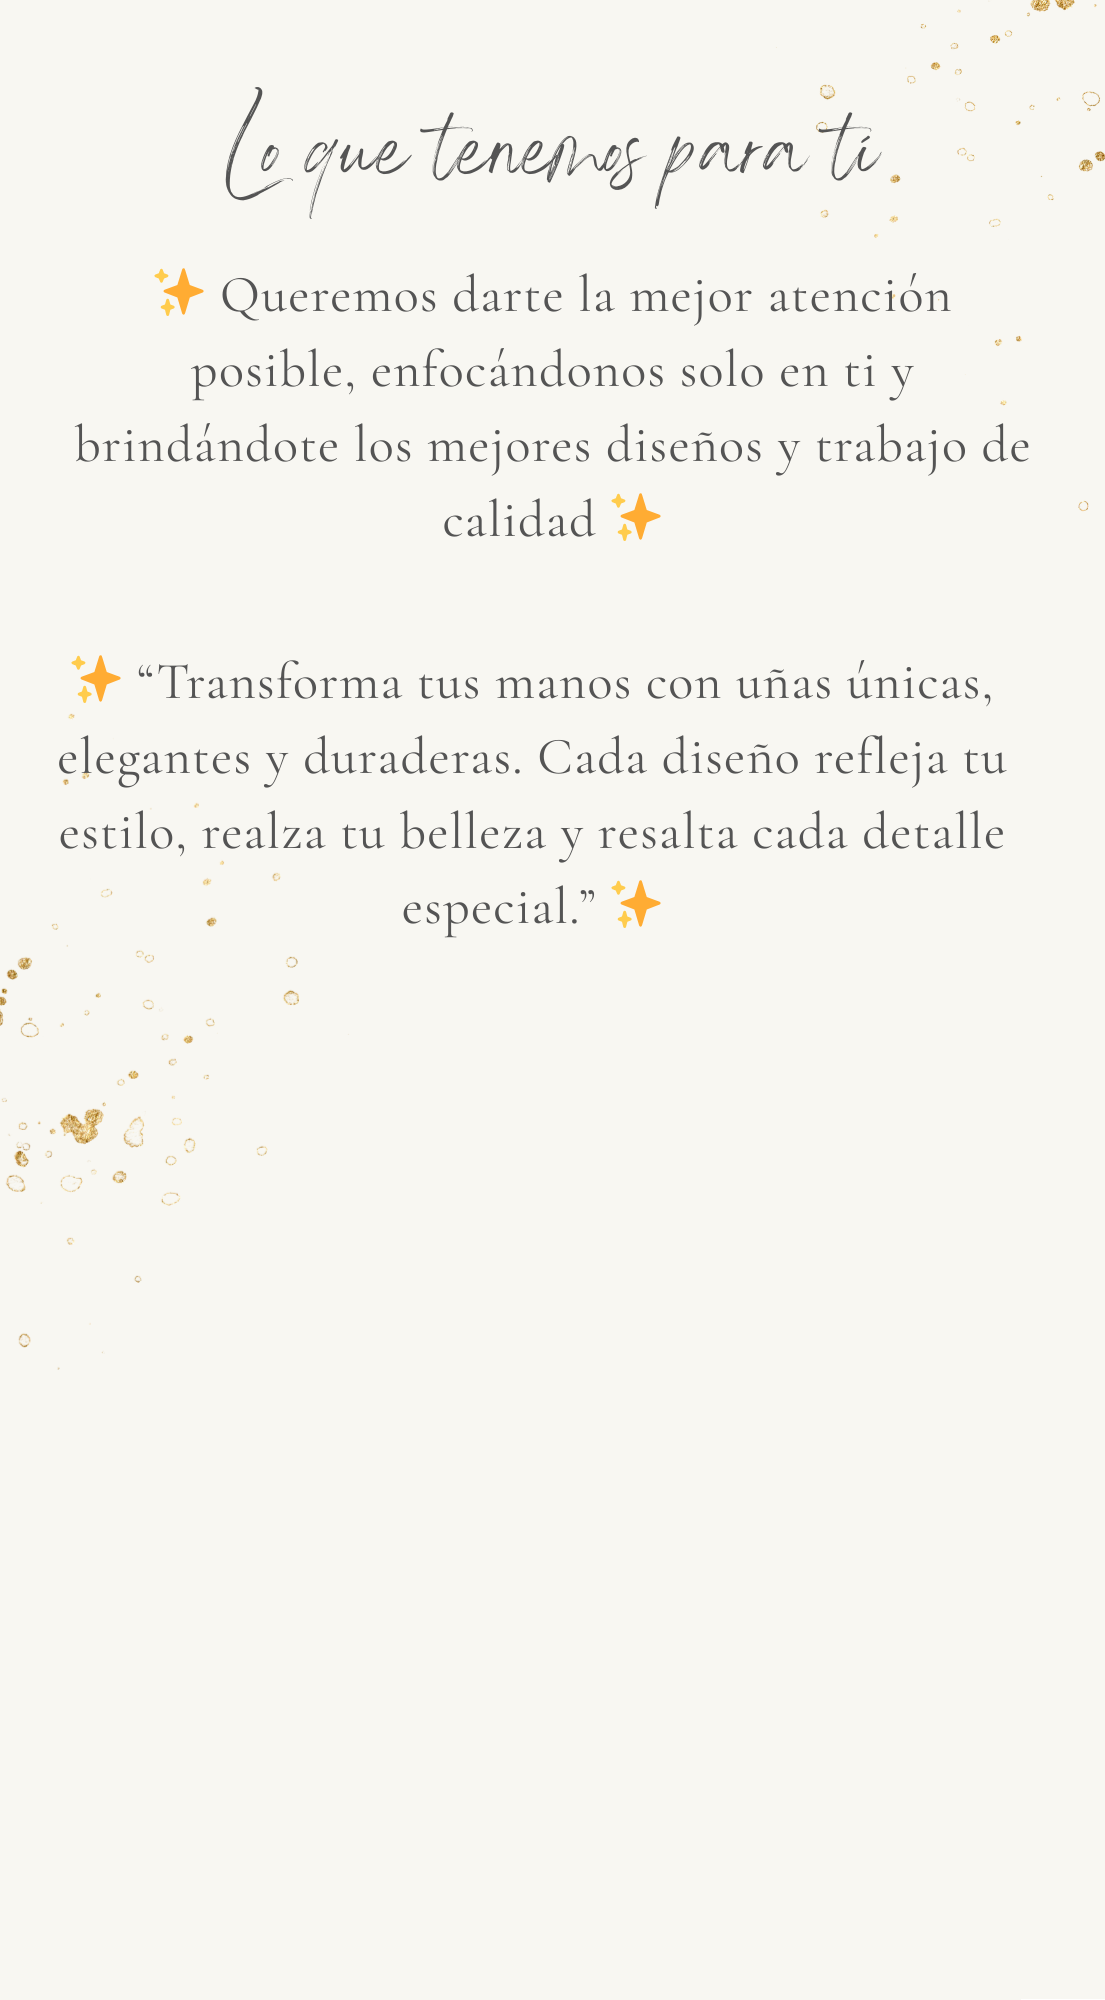 Lo que tenemos para ti
✨ Queremos darte la mejor atención
posible, enfocándonos solo en ti y
brindándote los mejores diseños y trabajo de
calidad ✨
✨ “Transforma tus manos con uñas únicas,
elegantes y duraderas. Cada diseño refleja tu
estilo, realza tu belleza y resalta cada detalle
especial.” ✨